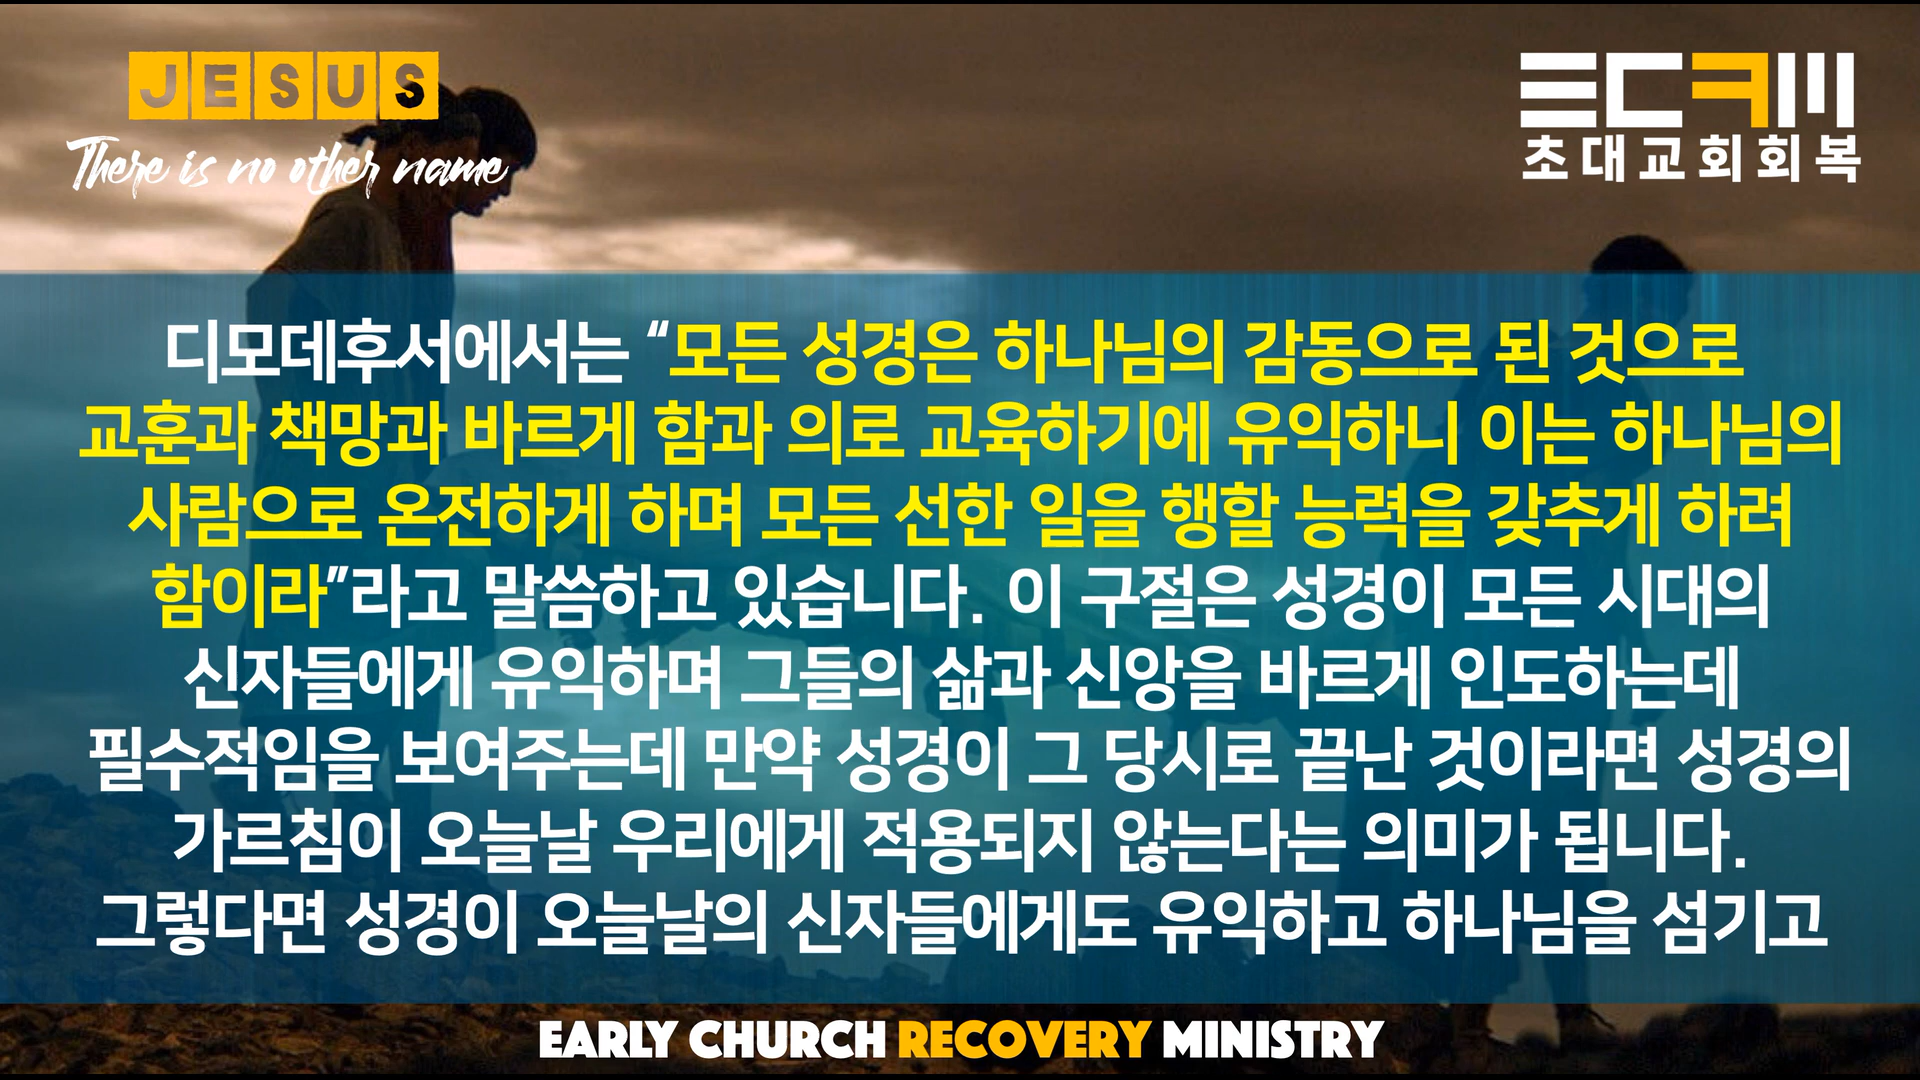 JESUS
There is no other name
초대교회회복
디모데후서에서는 “모든 성경은 하나님의 감동으로 된 것으로
교훈과 책망과 바르게 함과 의로 교육하기에 유익하니 이는 하나님의
사람으로 온전하게 하며 모든 선한 일을 행할 능력을 갖추게 하려
함이라”라고 말씀하고 있습니다. 이 구절은 성경이 모든 시대의
신자들에게 유익하며 그들의 삶과 신앙을 바르게 인도하는데
필수적임을 보여주는데 만약 성경이 그 당시로 끝난 것이라면 성경의
가르침이 오늘날 우리에게 적용되지 않는다는 의미가 됩니다.
그렇다면 성경이 오늘날의 신자들에게도 유익하고 하나님을 섬기고
EARLY CHURCH RECOVERY MINISTRY